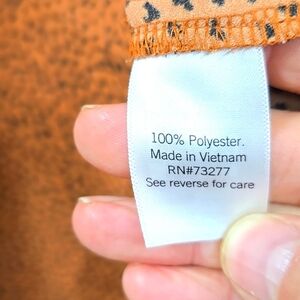 100% Polyester.
Made in Vietnam
RN#73277
See reverse for care